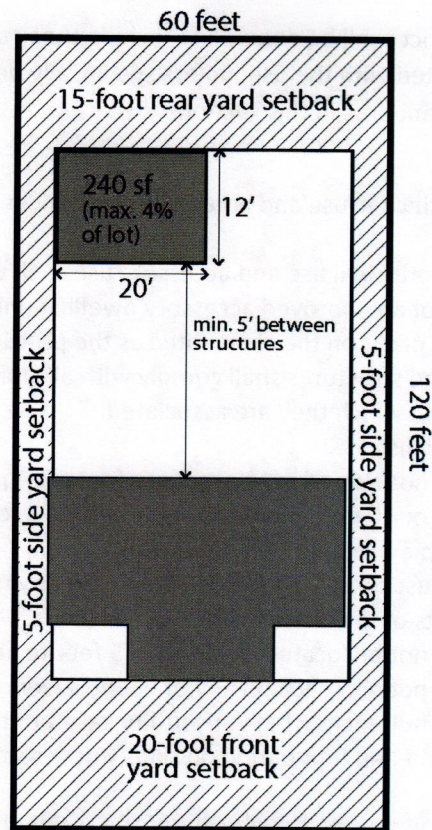 60 feet
15-foot rear yard setback
240 sf
(max. 4%
of lot)
12'
20'
min. 5' between
structures
5-foot side yard setback
5-foot side yard setback
120 feet
20-foot front
yard setback